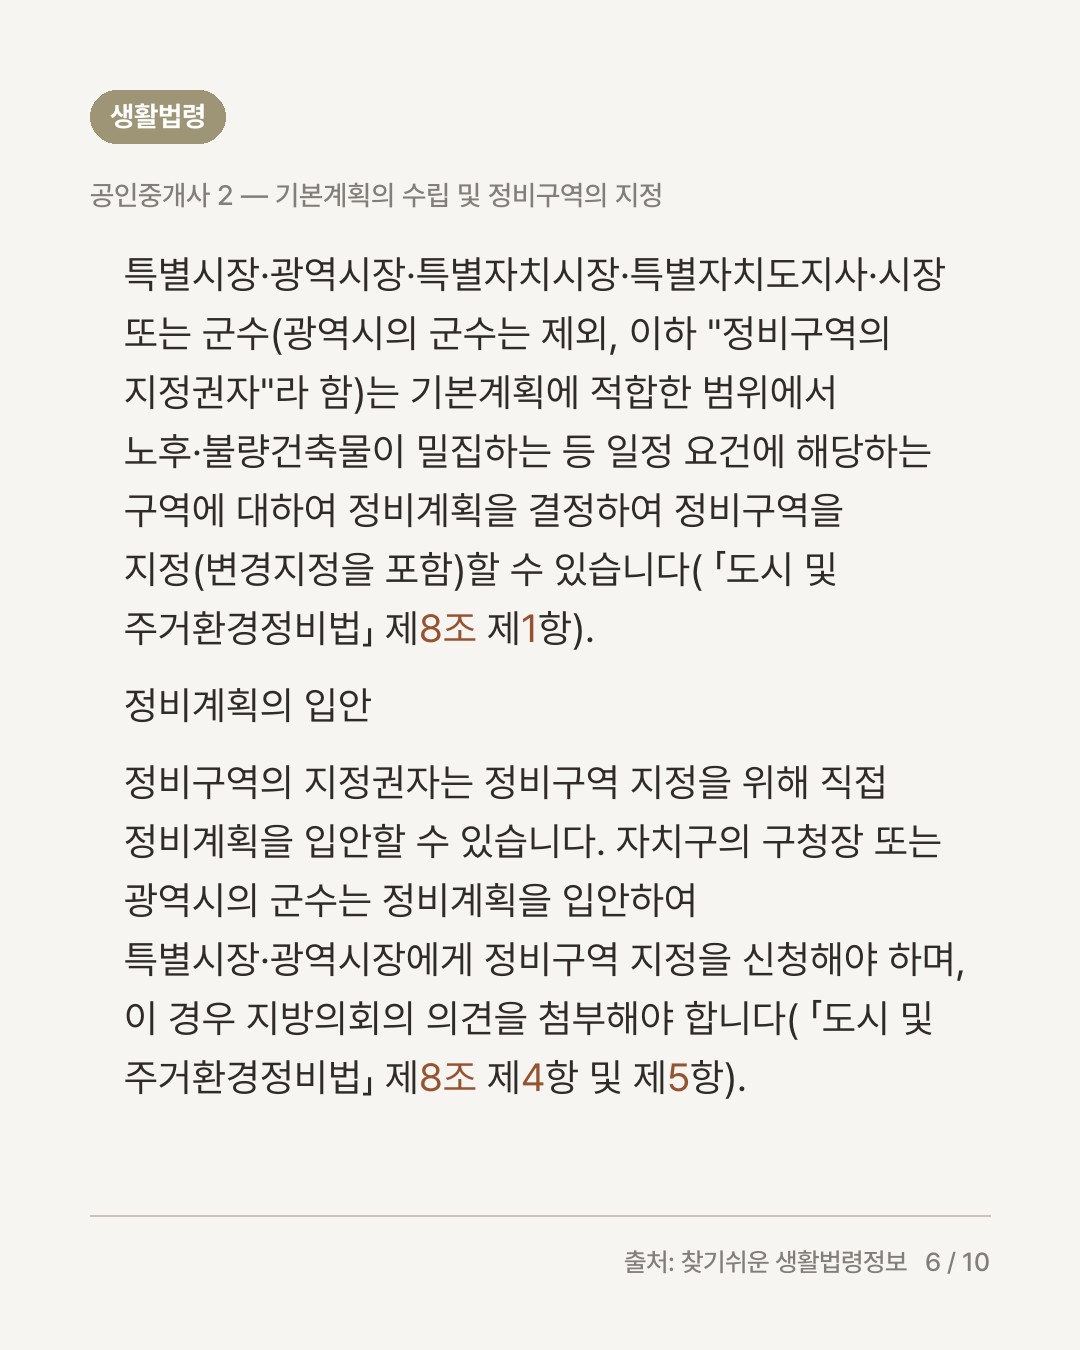 생활법령
공인중개사 2 — 기본계획의 수립 및 정비구역의 지정
특별시장·광역시장·특별자치시장·특별자치도지사·시장
또는 군수(광역시의 군수는 제외, 이하 "정비구역의
지정권자"라 함)는 기본계획에 적합한 범위에서
노후·불량건축물이 밀집하는 등 일정 요건에 해당하는
구역에 대하여 정비계획을 결정하여 정비구역을
지정(변경지정을 포함)할 수 있습니다( 「도시 및
주거환경정비법」 제8조 제1항).
정비계획의 입안
정비구역의 지정권자는 정비구역 지정을 위해 직접
정비계획을 입안할 수 있습니다. 자치구의 구청장 또는
광역시의 군수는 정비계획을 입안하여
특별시장·광역시장에게 정비구역 지정을 신청해야 하며,
이 경우 지방의회의 의견을 첨부해야 합니다( 「도시 및
주거환경정비법」 제8조 제4항 및 제5항).
출처: 찾기쉬운 생활법령정보 6 / 10